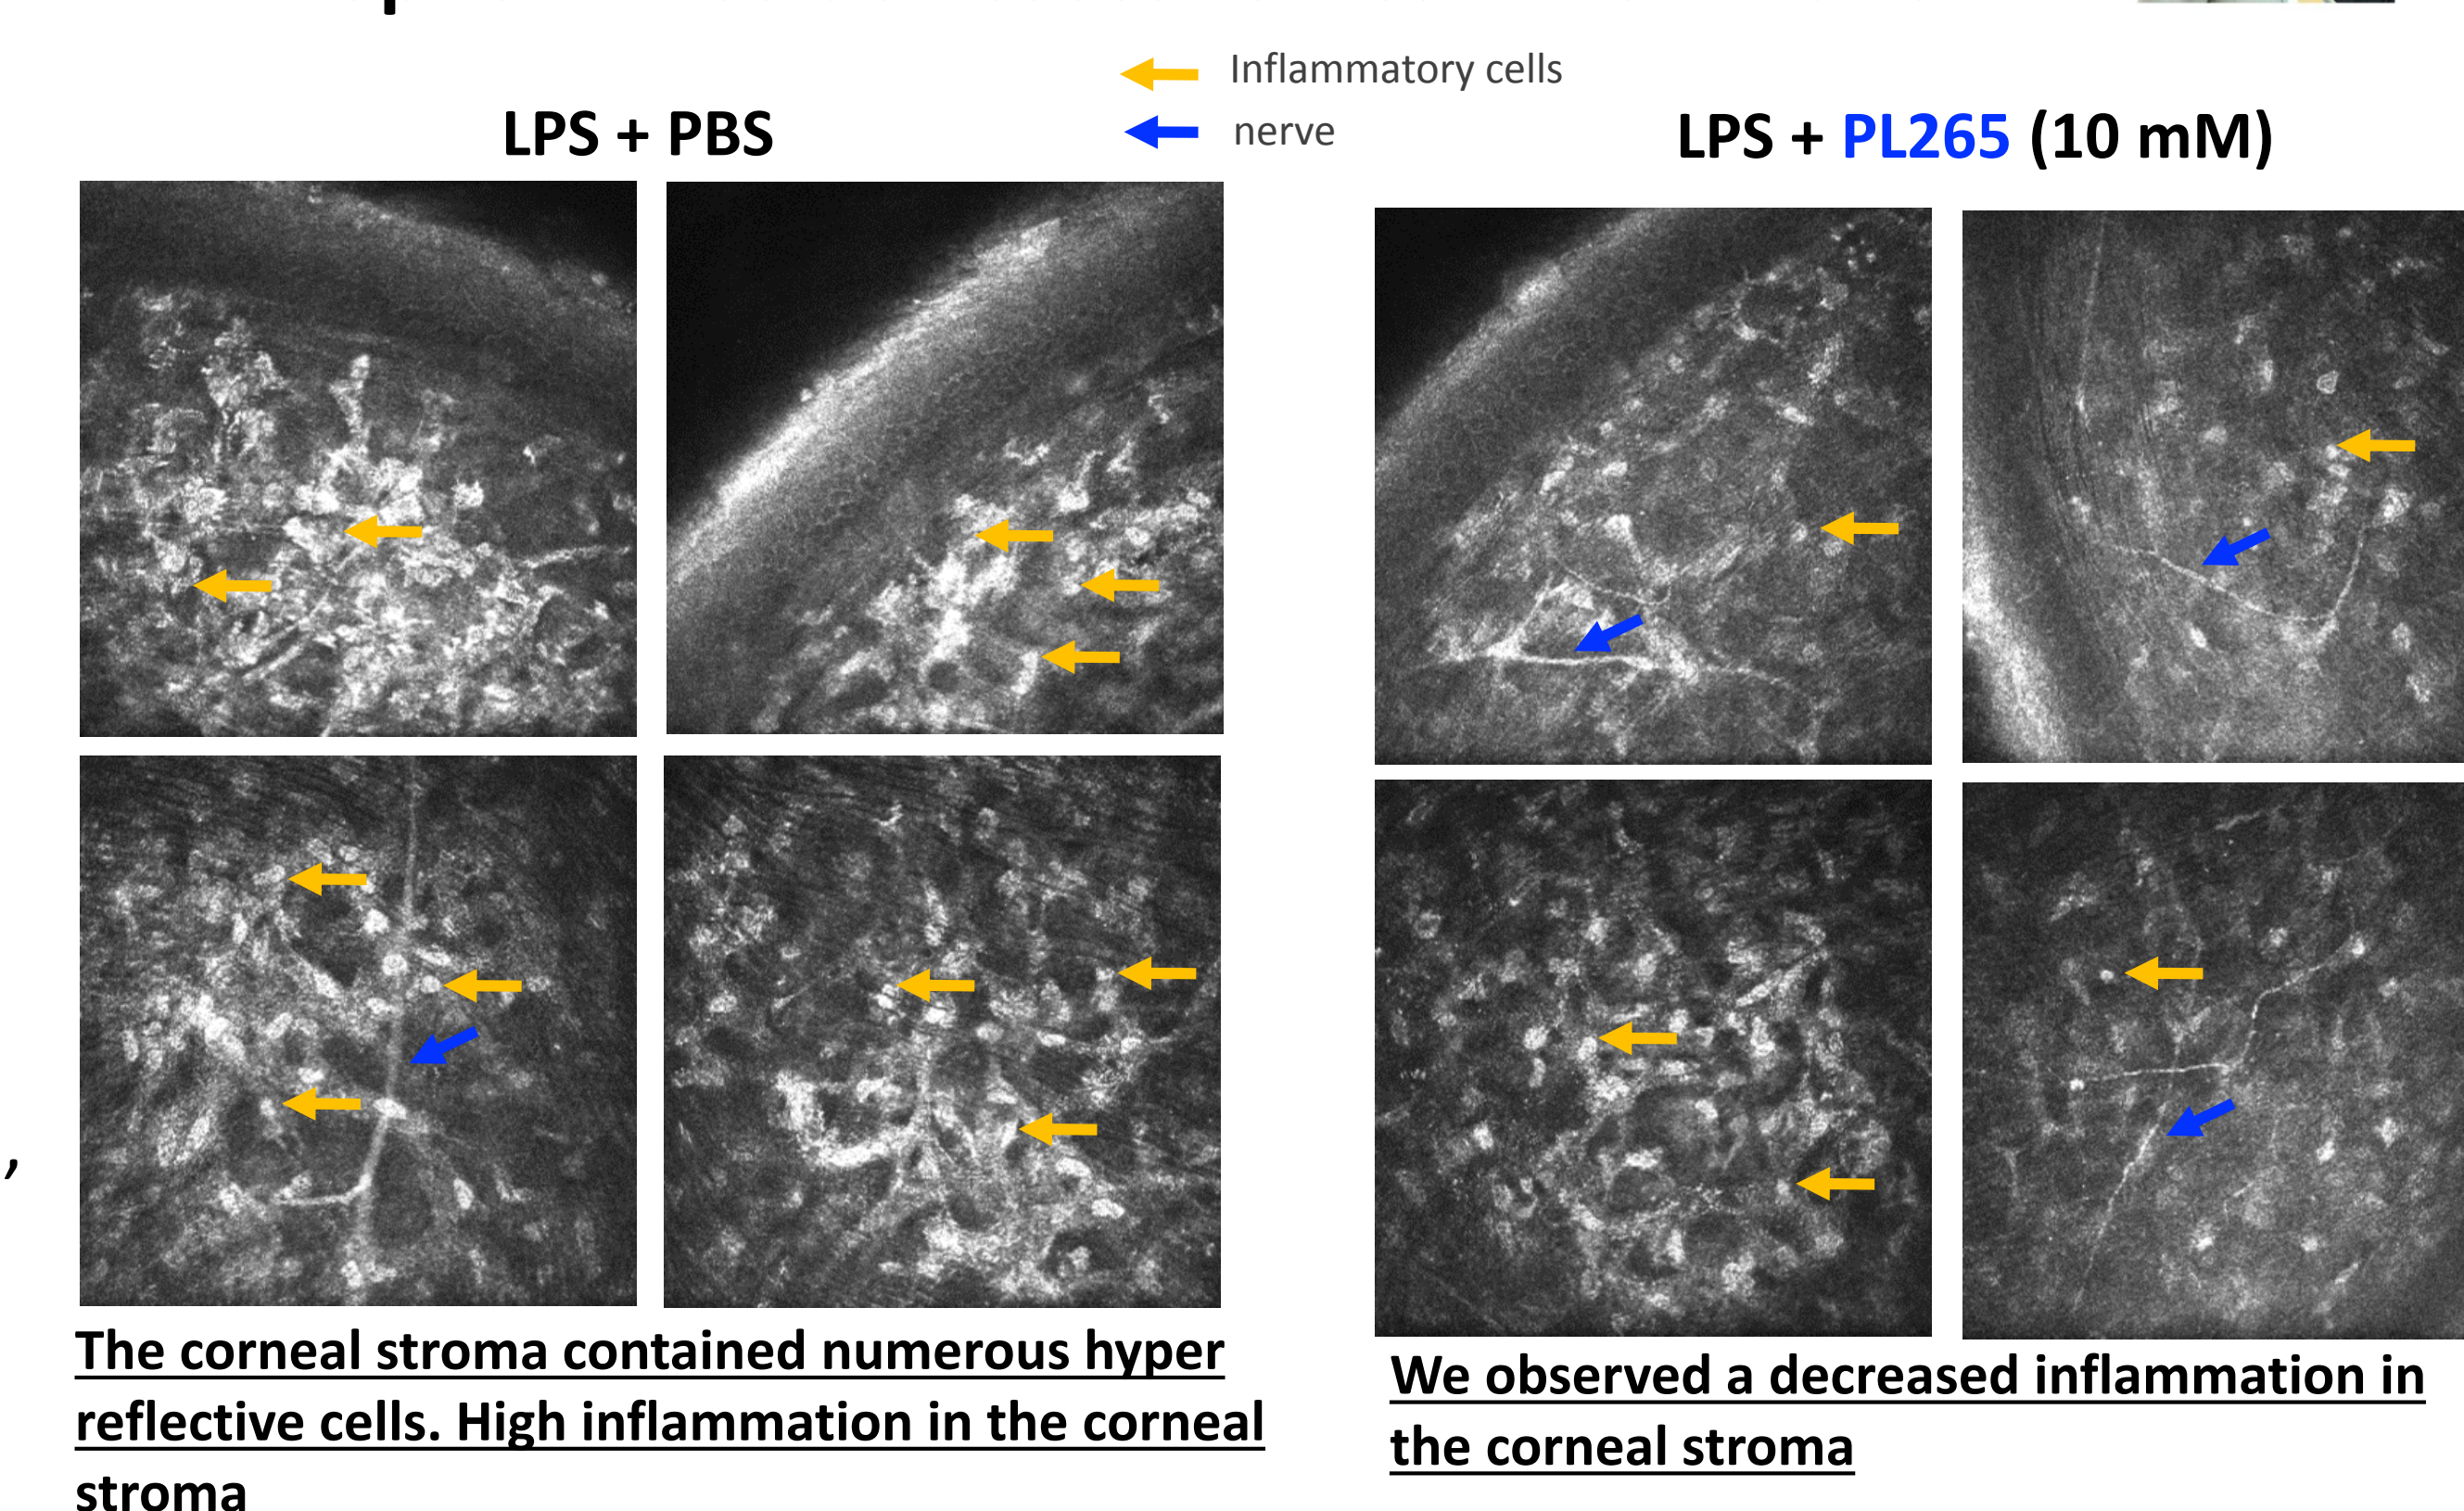 Inflammatory cells
nerve
LPS + PBS
LPS + PL265 (10 mM)
,
The corneal stroma contained numerous hyper
reflective cells. High inflammation in the corneal
stroma
We observed a decreased inflammation in
the corneal stroma